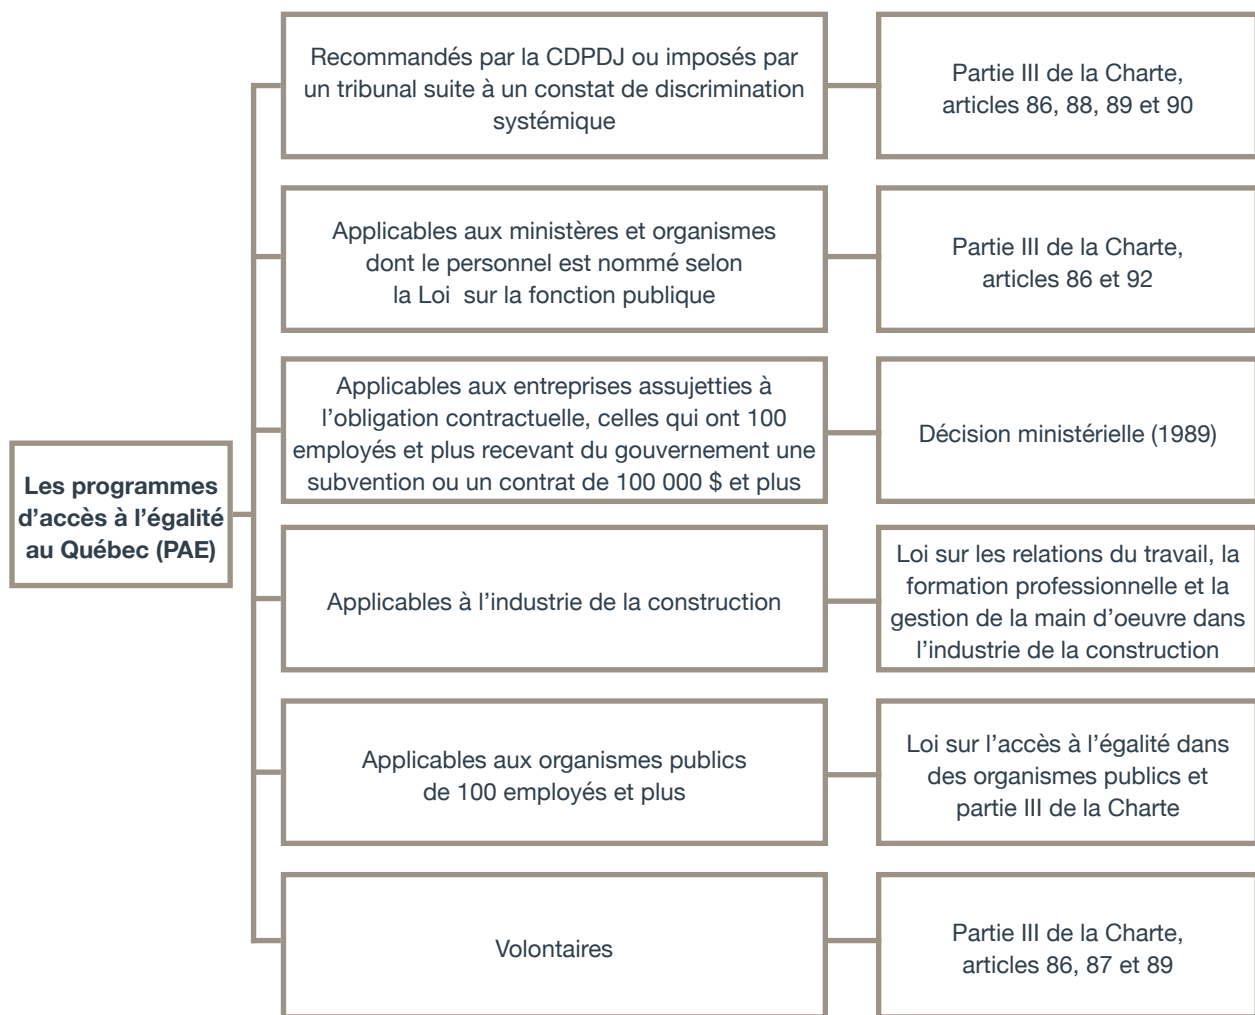 Les programmes
d’accès à l’égalité
au Québec (PAE)
Recommandés par la CDPDJ ou imposés par
un tribunal suite à un constat de discrimination
systémique
Partie III de la Charte,
articles 86, 88, 89 et 90
Applicables aux ministères et organismes
dont le personnel est nommé selon
la Loi  sur la fonction publique
Partie III de la Charte,
articles 86 et 92
Applicables aux entreprises assujetties à
l’obligation contractuelle, celles qui ont 100
employés et plus recevant du gouvernement une
subvention ou un contrat de 100 000 $ et plus
Décision ministérielle (1989)
Applicables à l’industrie de la construction
Loi sur les relations du travail, la
formation professionnelle et la
gestion de la main d’oeuvre dans
l’industrie de la construction
Applicables aux organismes publics
de 100 employés et plus
Loi sur l’accès à l’égalité dans
des organismes publics et
partie III de la Charte
Volontaires
Partie III de la Charte,
articles 86, 87 et 89